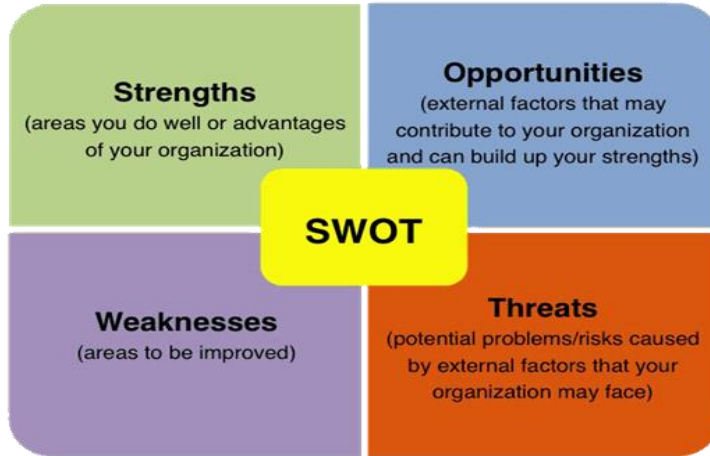 Strengths
(areas you do well or advantages
of your organization)
Opportunities
(external factors that may
contribute to your organization
and can build up your strengths)
SWOT
Weaknesses
(areas to be improved)
Threats
(potential problems/risks caused
by external factors that your
organization may face)